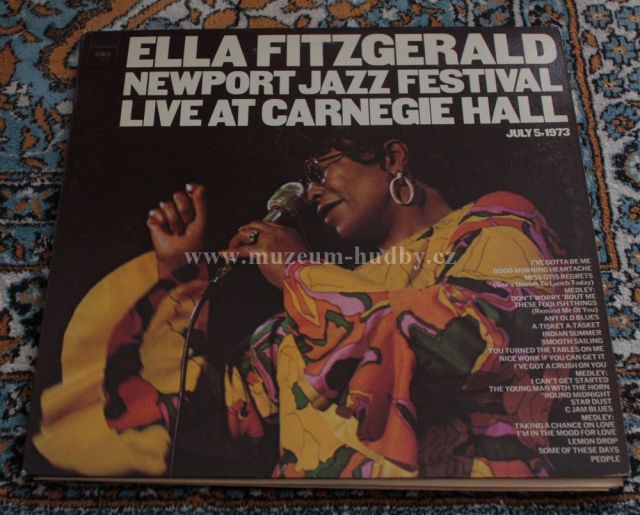 ELLA FITZGERALD
NEWPORT JAZZ FESTIVAL
LIVE AT CARNEGIE HALL
JULY 5•1973
www.muzeum-hudby.cz
I'VE GOTTA BE ME
GOOD MORNING HEARTACHE
MISS OTIS REGRETS
(She's Unable To Lunch Today)
MEDLEY:
DON'T WORRY 'BOUT ME
THESE FOOLISH THINGS
(Remind Me Of You)
ANY OLD BLUES
A-TISKET A-TASKET
INDIAN SUMMER
SMOOTH SAILING
YOU TURNED THE TABLES ON ME
NICE WORK IF YOU CAN GET IT
I'VE GOT A CRUSH ON YOU
MEDLEY:
I CAN'T GET STARTED
THE YOUNG MAN WITH THE HORN
'ROUND MIDNIGHT
STAR DUST
C JAM BLUES
MEDLEY:
TAKING A CHANCE ON LOVE
I'M IN THE MOOD FOR LOVE
LEMON DROP
SOME OF THESE DAYS
PEOPLE